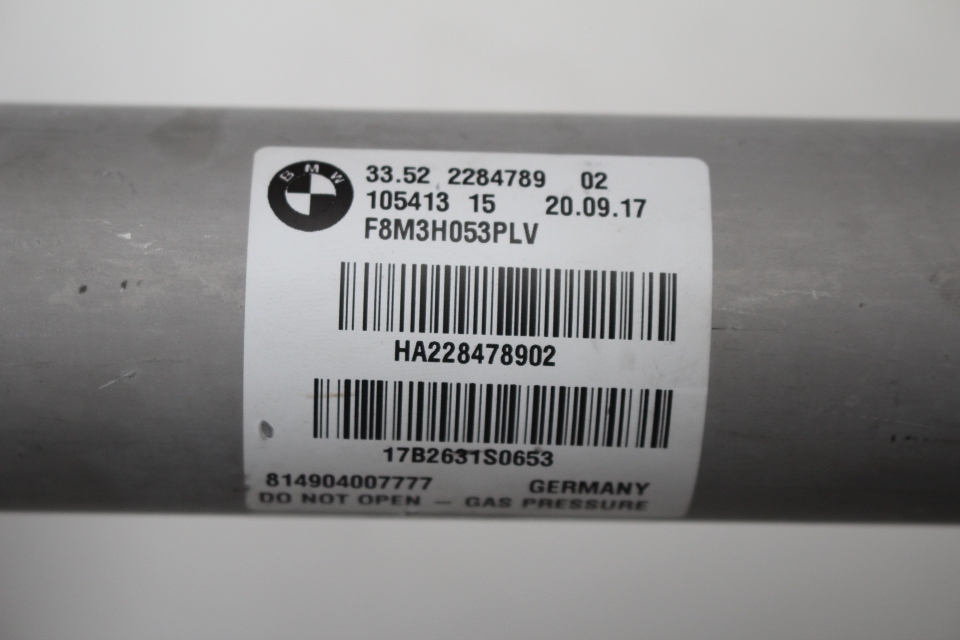 BMW
33.52 2284789 02
105413 15 20.09.17
F8M3H053PLV
HA228478902
17B2631S0653
814904007777 GERMANY
DO NOT OPEN – GAS PRESSURE